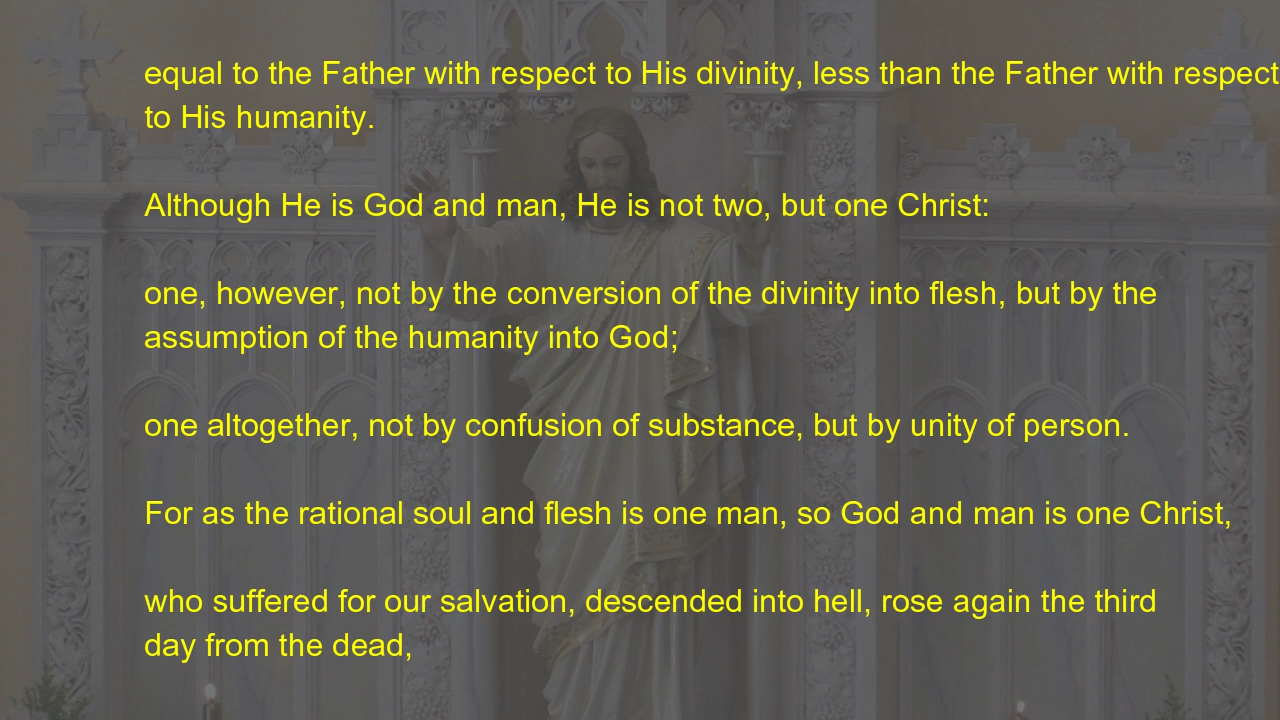 equal to the Father with respect to His divinity, less than the Father with respect
to His humanity.
Although He is God and man, He is not two, but one Christ:
one, however, not by the conversion of the divinity into flesh, but by the
assumption of the humanity into God;
one altogether, not by confusion of substance, but by unity of person.
For as the rational soul and flesh is one man, so God and man is one Christ,
who suffered for our salvation, descended into hell, rose again the third
day from the dead,